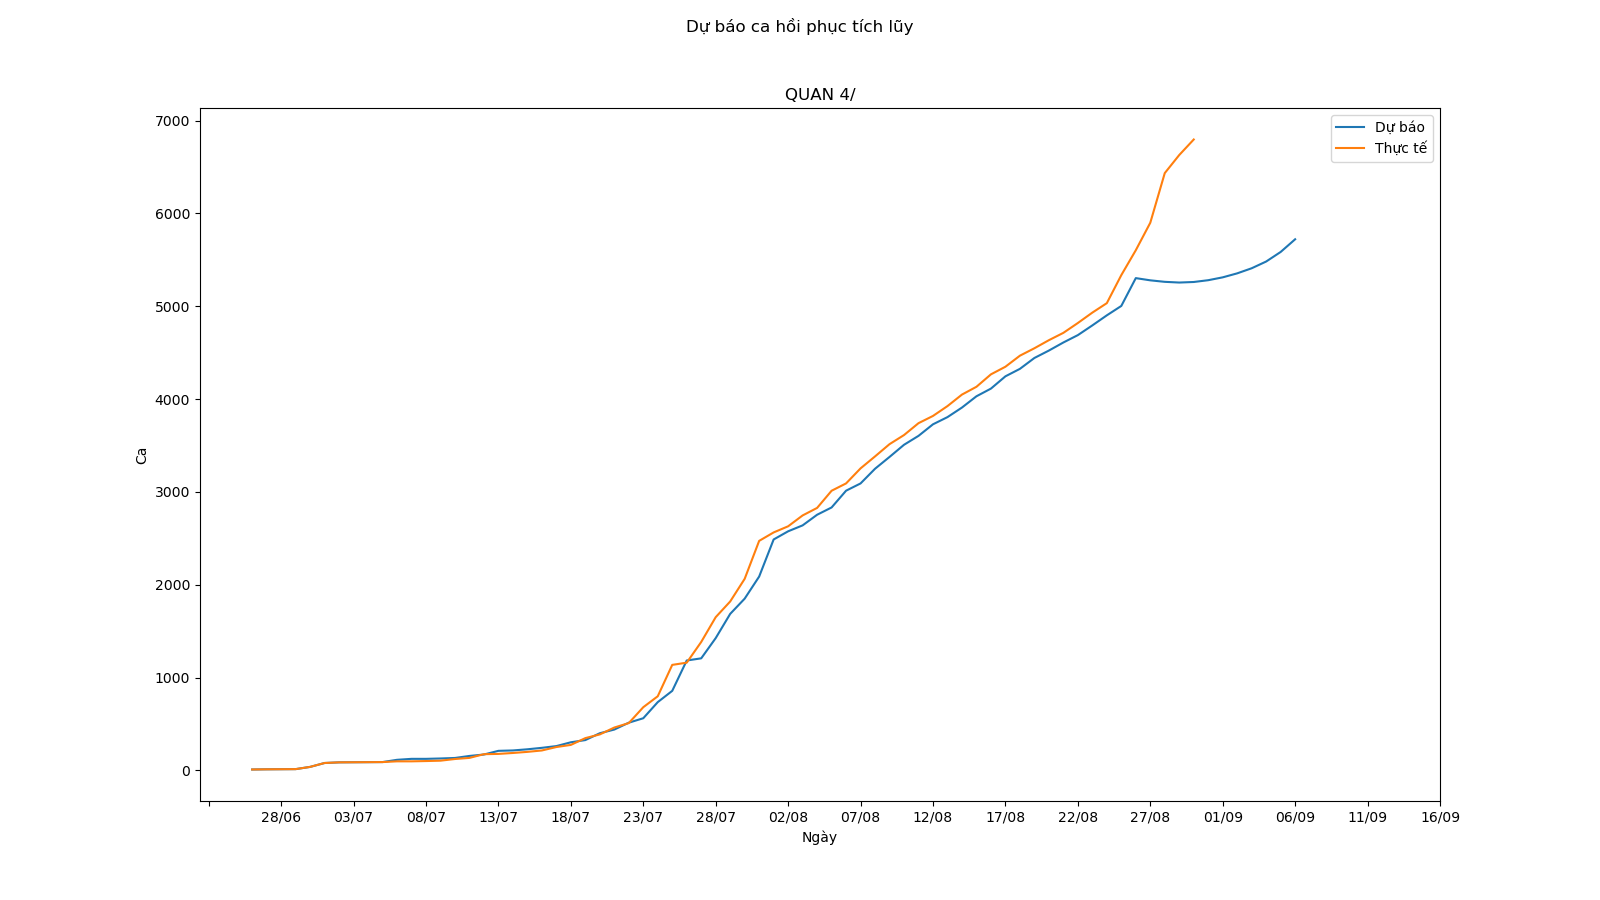 Dự báo ca hồi phục tích lũy
QUAN 4/
Dự báo
Thực tế
7000
6000
5000
4000
3000
2000
1000
0
Ca
28/06 03/07 08/07 13/07 18/07 23/07 28/07 02/08 07/08 12/08 17/08 22/08 27/08 01/09 06/09 11/09 16/09
Ngày